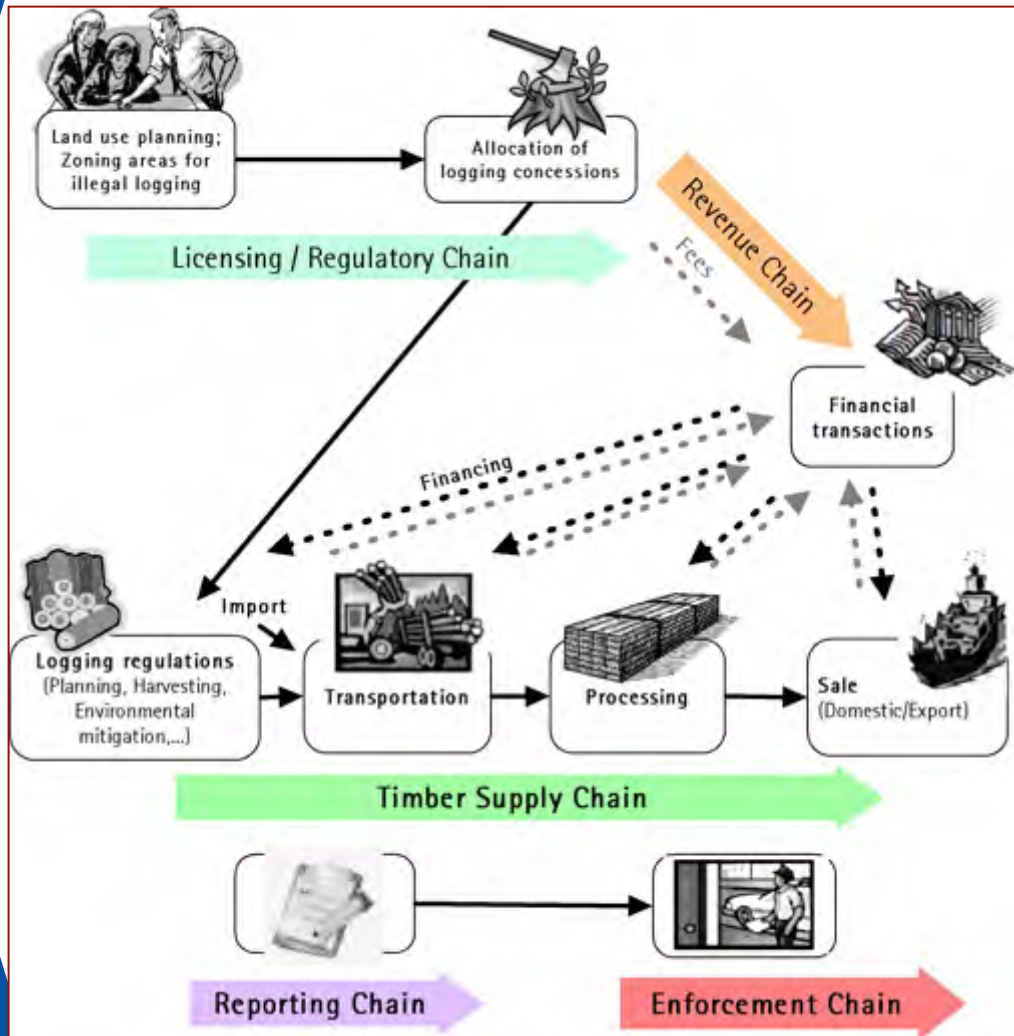 Land use planning;
Zoning areas for
illegal logging
Allocation of
logging concessions
Licensing / Regulatory Chain
Revenue Chain
Fees
Financial
transactions
Financing
Import
Logging regulations
(Planning, Harvesting,
Environmental
mitigation,...)
Transportation
Processing
Sale
(Domestic/Export)
Timber Supply Chain
Reporting Chain
Enforcement Chain